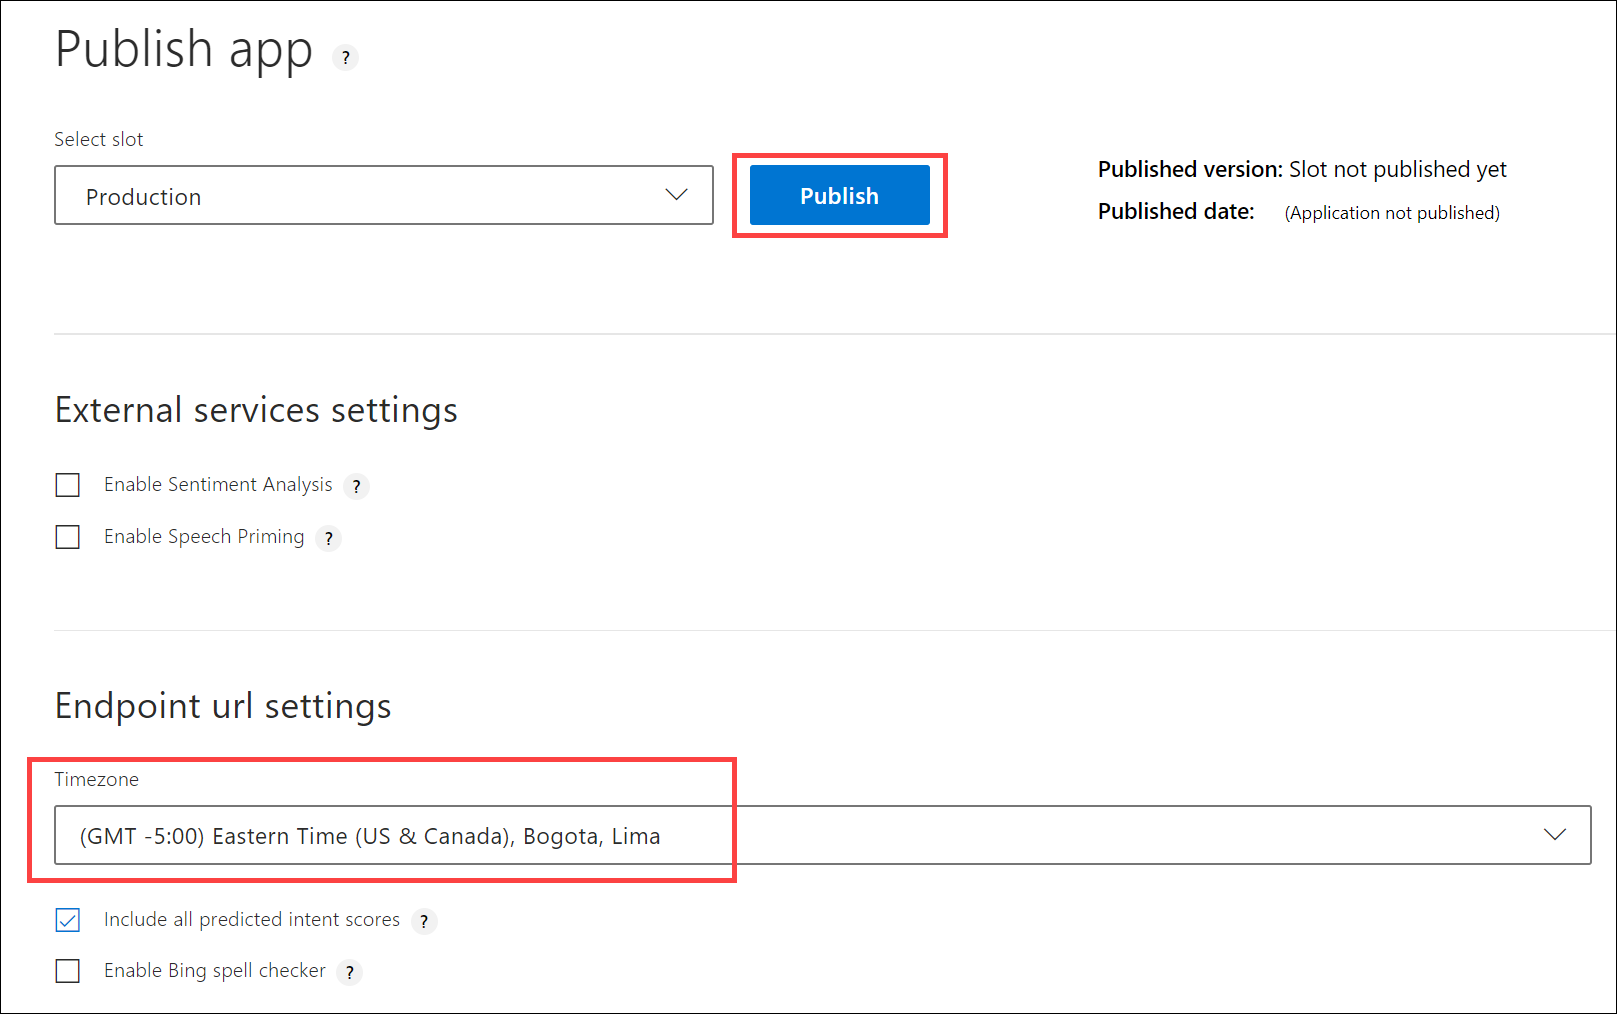 Publish app ?
Select slot
Production
Publish
Published version: Slot not published yet
Published date: (Application not published)
External services settings
Enable Sentiment Analysis ?
Enable Speech Priming ?
Endpoint url settings
Timezone
(GMT -5:00) Eastern Time (US & Canada), Bogota, Lima
Include all predicted intent scores ?
Enable Bing spell checker ?